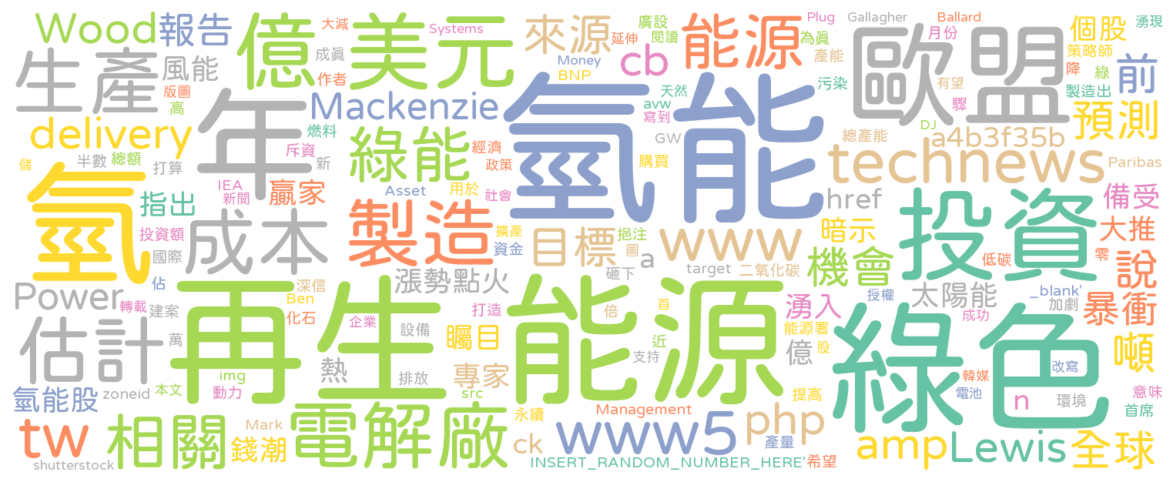 Wood 報告 億 美元 大減 Systems 延伸 廣設 Gallagher Plug Ballard 個股 湧現
生產 風能 成真 作者 來源 閱讀 為真 能源 月份 策略師
版圖 Money BNP cb 產能 歐盟 降 綠 前
高 年 Mackenzie 氫能 天然 污染 有望 製造出
delivery 燃料 綠能 avw 寫到 驟 預測
半數 總額 斥資 經濟 GW 總產能 DJ a4b3f35b
儲 打算 新 政策 購買 technews Paribas
氫 IEA 新聞 贏家 Asset 用於 社會 href 備受
指出 製造 擴產 挹注 投資 大推
投資額 成本 資金 目標 圖 www 暗示 零
國際 漲勢點火 砸下 a 機會 低碳 說
佔 深信 target 二氧化碳 太陽能 _blank'
Power 轉載 Ben 打造 倍 首 湧入 授權 加劇 暴衝
建案 化石 再生能源 能源署 成功
估計 萬 企業 設備 矚目 近 億 股 綠色 噸
熱 支持 韓媒 改寫
img 排放 專家 電池 意味
氫能股 zoneid 本文 動力 src 提高 n 環境 首席
Mark Management 永續 php
tw 相關 錢潮 電解廠 ck www5 產量 amp Lewis 全球
shutterstock INSERT_RANDOM_NUMBER_HERE' 希望